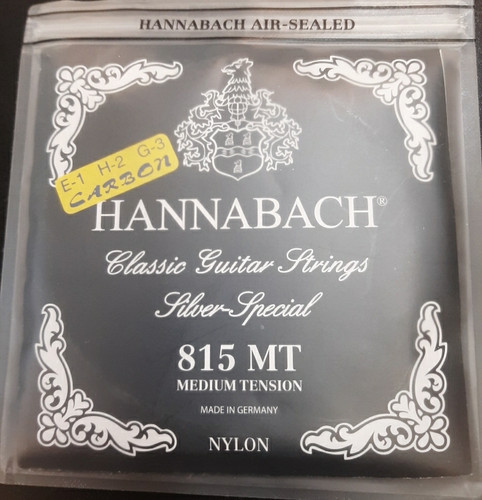 HANNABACH AIR-SEALED
E-1 H-2 G-3
CARBON
HANNABACH®
Classic Guitar Strings
Silver-Special
815 MT
MEDIUM TENSION
MADE IN GERMANY
NYLON